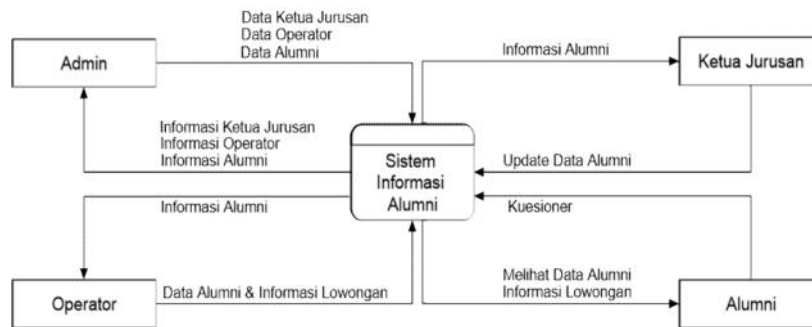 Data Ketua Jurusan
Data Operator
Data Alumni
Admin
Informasi Alumni
Ketua Jurusan
Informasi Ketua Jurusan
Informasi Operator
Informasi Alumni
Sistem
Informasi
Alumni
Update Data Alumni
Informasi Alumni
Kuesioner
Operator
Data Alumni & Informasi Lowongan
Melihat Data Alumni
Informasi Lowongan
Alumni